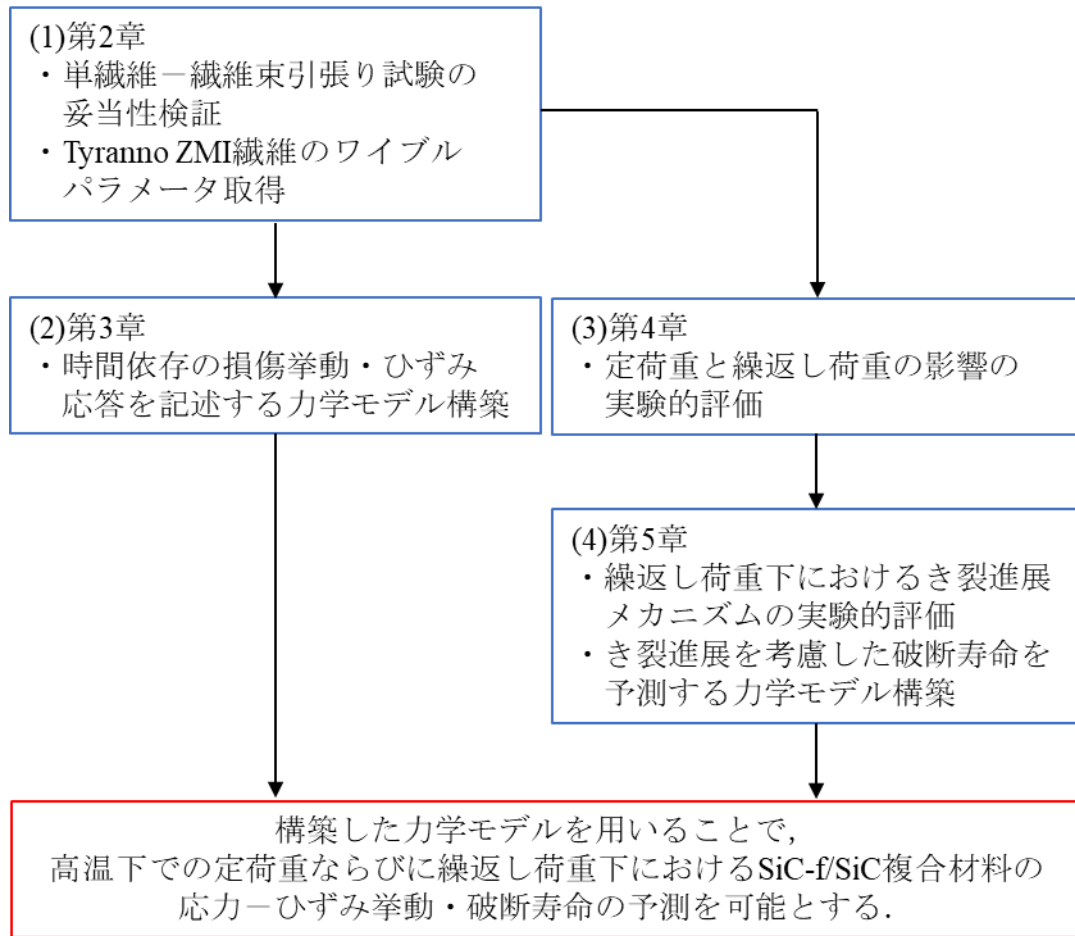 (1)第2章
・単繊維－繊維束引張り試験の
妥当性検証
・Tyranno ZMI繊維のワイブル
パラメータ取得
(2)第3章
・時間依存の損傷挙動・ひずみ
応答を記述する力学モデル構築
(3)第4章
・定荷重と繰返し荷重の影響の
実験的評価
(4)第5章
・繰返し荷重下におけるき裂進展
メカニズムの実験的評価
・き裂進展を考慮した破断寿命を
予測する力学モデル構築
構築した力学モデルを用いることで,
高温下での定荷重ならびに繰返し荷重下におけるSiC-f/SiC複合材料の
応力－ひずみ挙動・破断寿命の予測を可能とする.